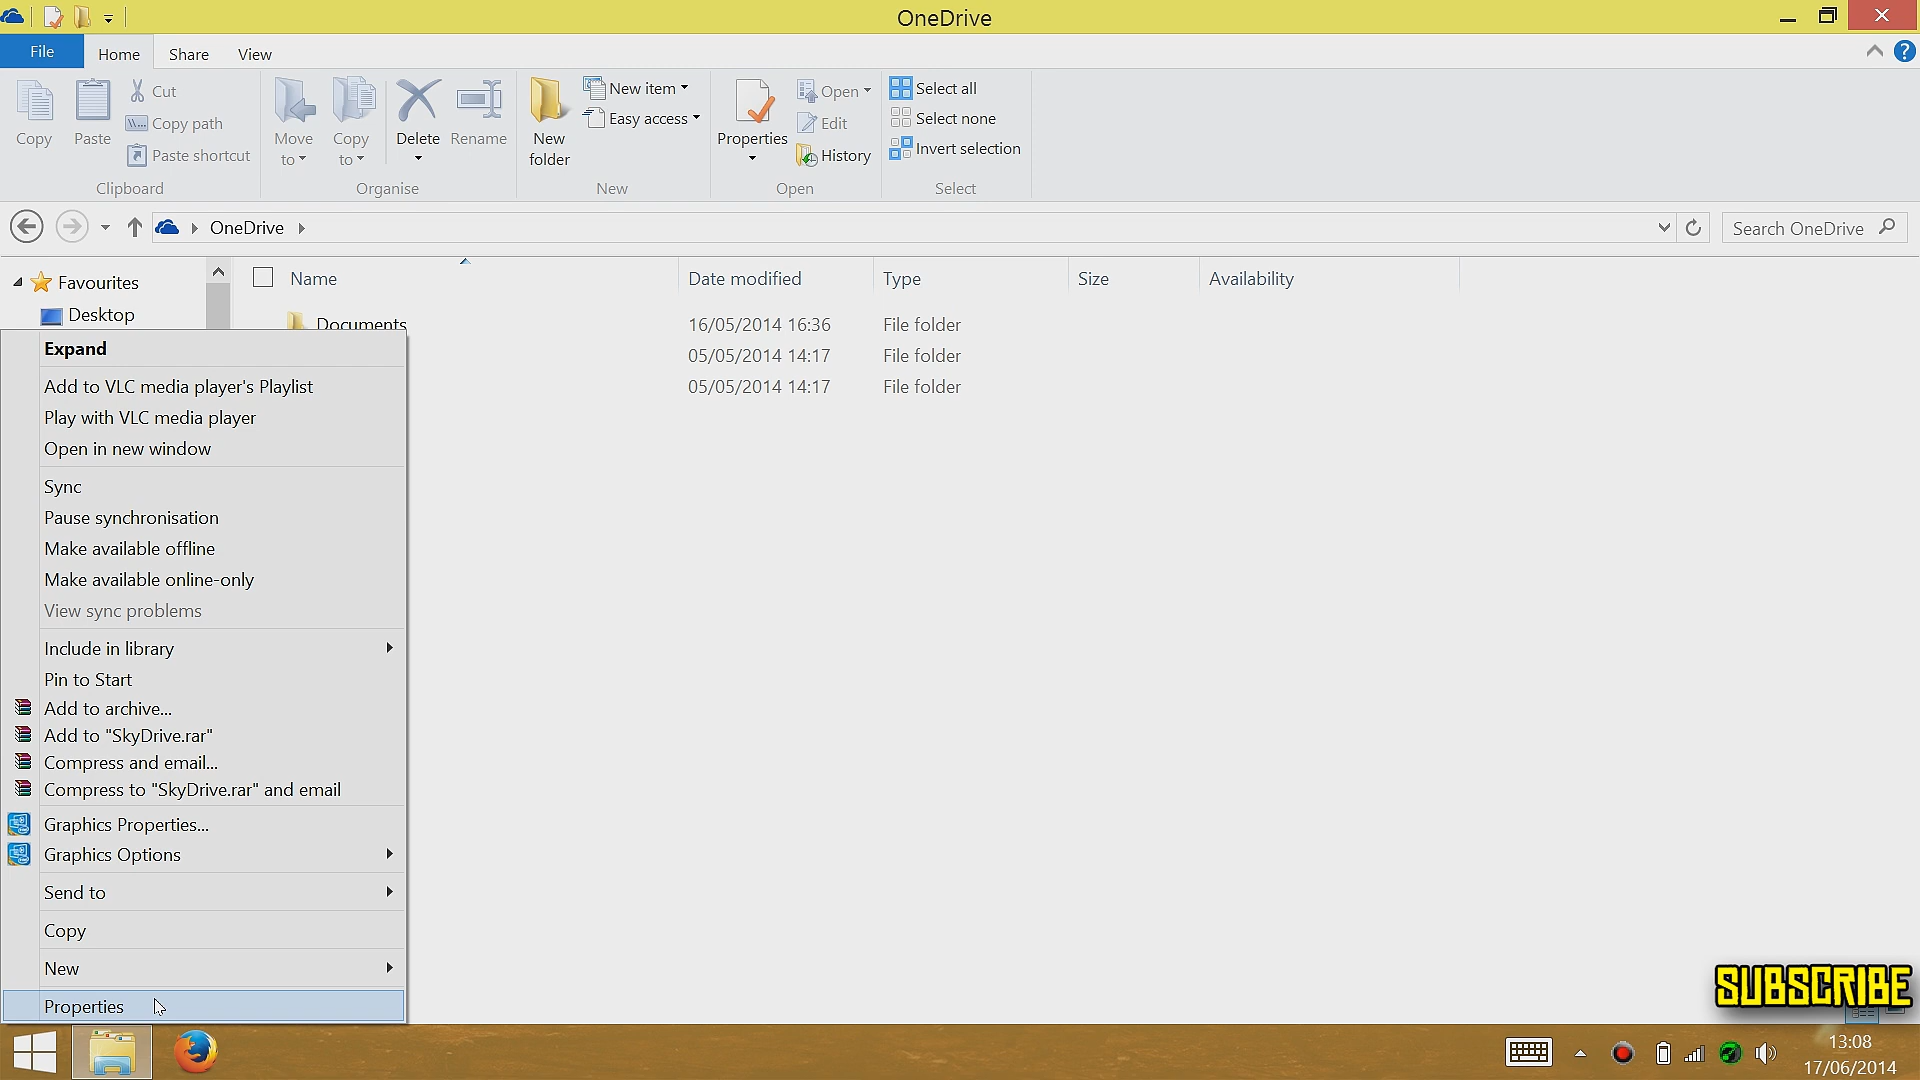 OneDrive
File
Home
Share
View
Copy
Paste
Cut
Copy path
Paste shortcut
Clipboard
Move to
Copy to
Delete
Rename
Organise
New folder
New item
Easy access
New
Properties
Open
Edit
History
Open
Select all
Select none
Invert selection
Select
OneDrive
Search OneDrive
Favourites
Desktop
Name
Date modified
Type
Size
Availability
Documents
16/05/2014 16:36
File folder
05/05/2014 14:17
File folder
05/05/2014 14:17
File folder
Expand
Add to VLC media player's Playlist
Play with VLC media player
Open in new window
Sync
Pause synchronisation
Make available offline
Make available online-only
View sync problems
Include in library
Pin to Start
Add to archive...
Add to "SkyDrive.rar"
Compress and email...
Compress to "SkyDrive.rar" and email
Graphics Properties...
Graphics Options
Send to
Copy
New
Properties
SUBSCRIBE
13:08
17/06/2014